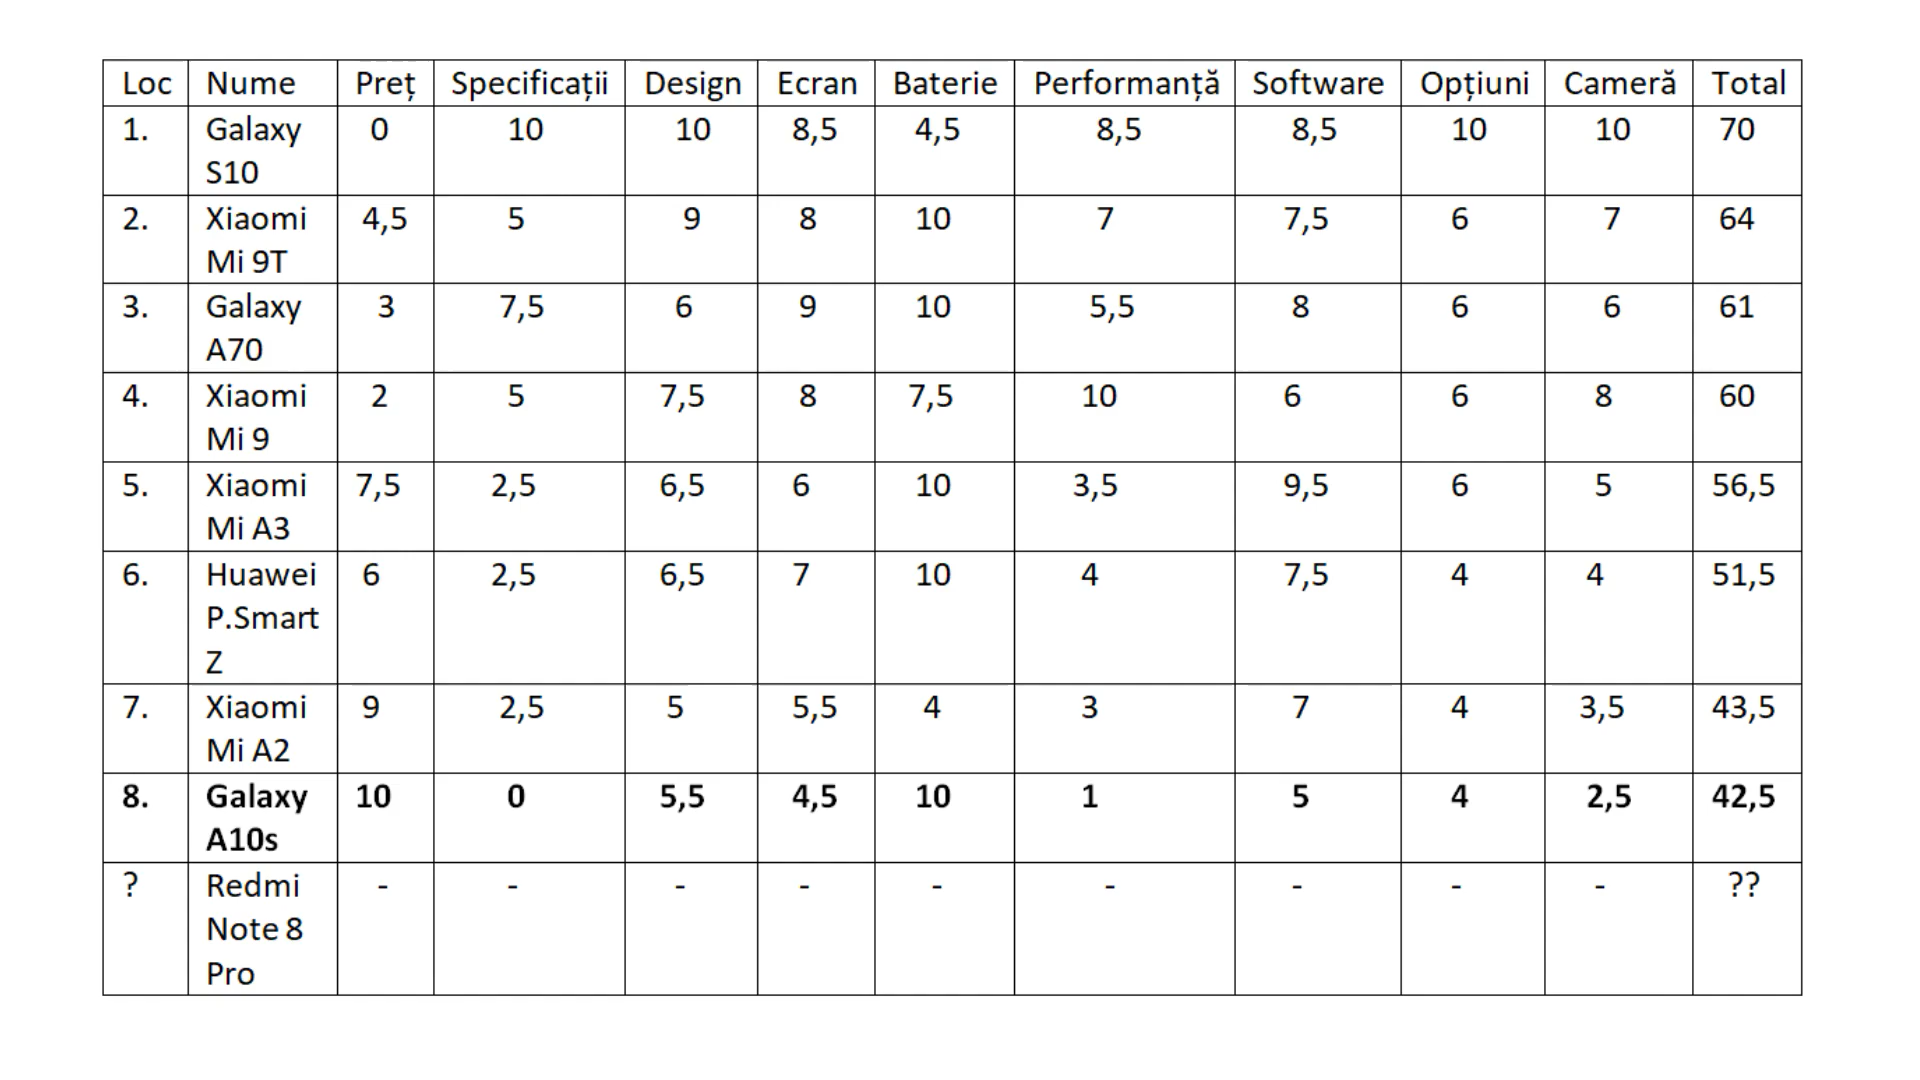 Loc Nume Preț Specificații Design Ecran Baterie Performanță Software Opțiuni Cameră Total
1. Galaxy 0 10 10 8,5 4,5 8,5 8,5 10 10 70
S10
2. Xiaomi 4,5 5 9 8 10 7 7,5 6 7 64
Mi 9T
3. Galaxy 3 7,5 6 9 10 5,5 8 6 6 61
A70
4. Xiaomi 2 5 7,5 8 7,5 10 6 6 8 60
Mi 9
5. Xiaomi 7,5 2,5 6,5 6 10 3,5 9,5 6 5 56,5
Mi A3
6. Huawei 6 2,5 6,5 7 10 4 7,5 4 4 51,5
P.Smart
Z
7. Xiaomi 9 2,5 5 5,5 4 3 7 4 3,5 43,5
Mi A2
8. Galaxy 10 0 5,5 4,5 10 1 5 4 2,5 42,5
A10s
? Redmi - - - - - - - - - ??
Note 8
Pro